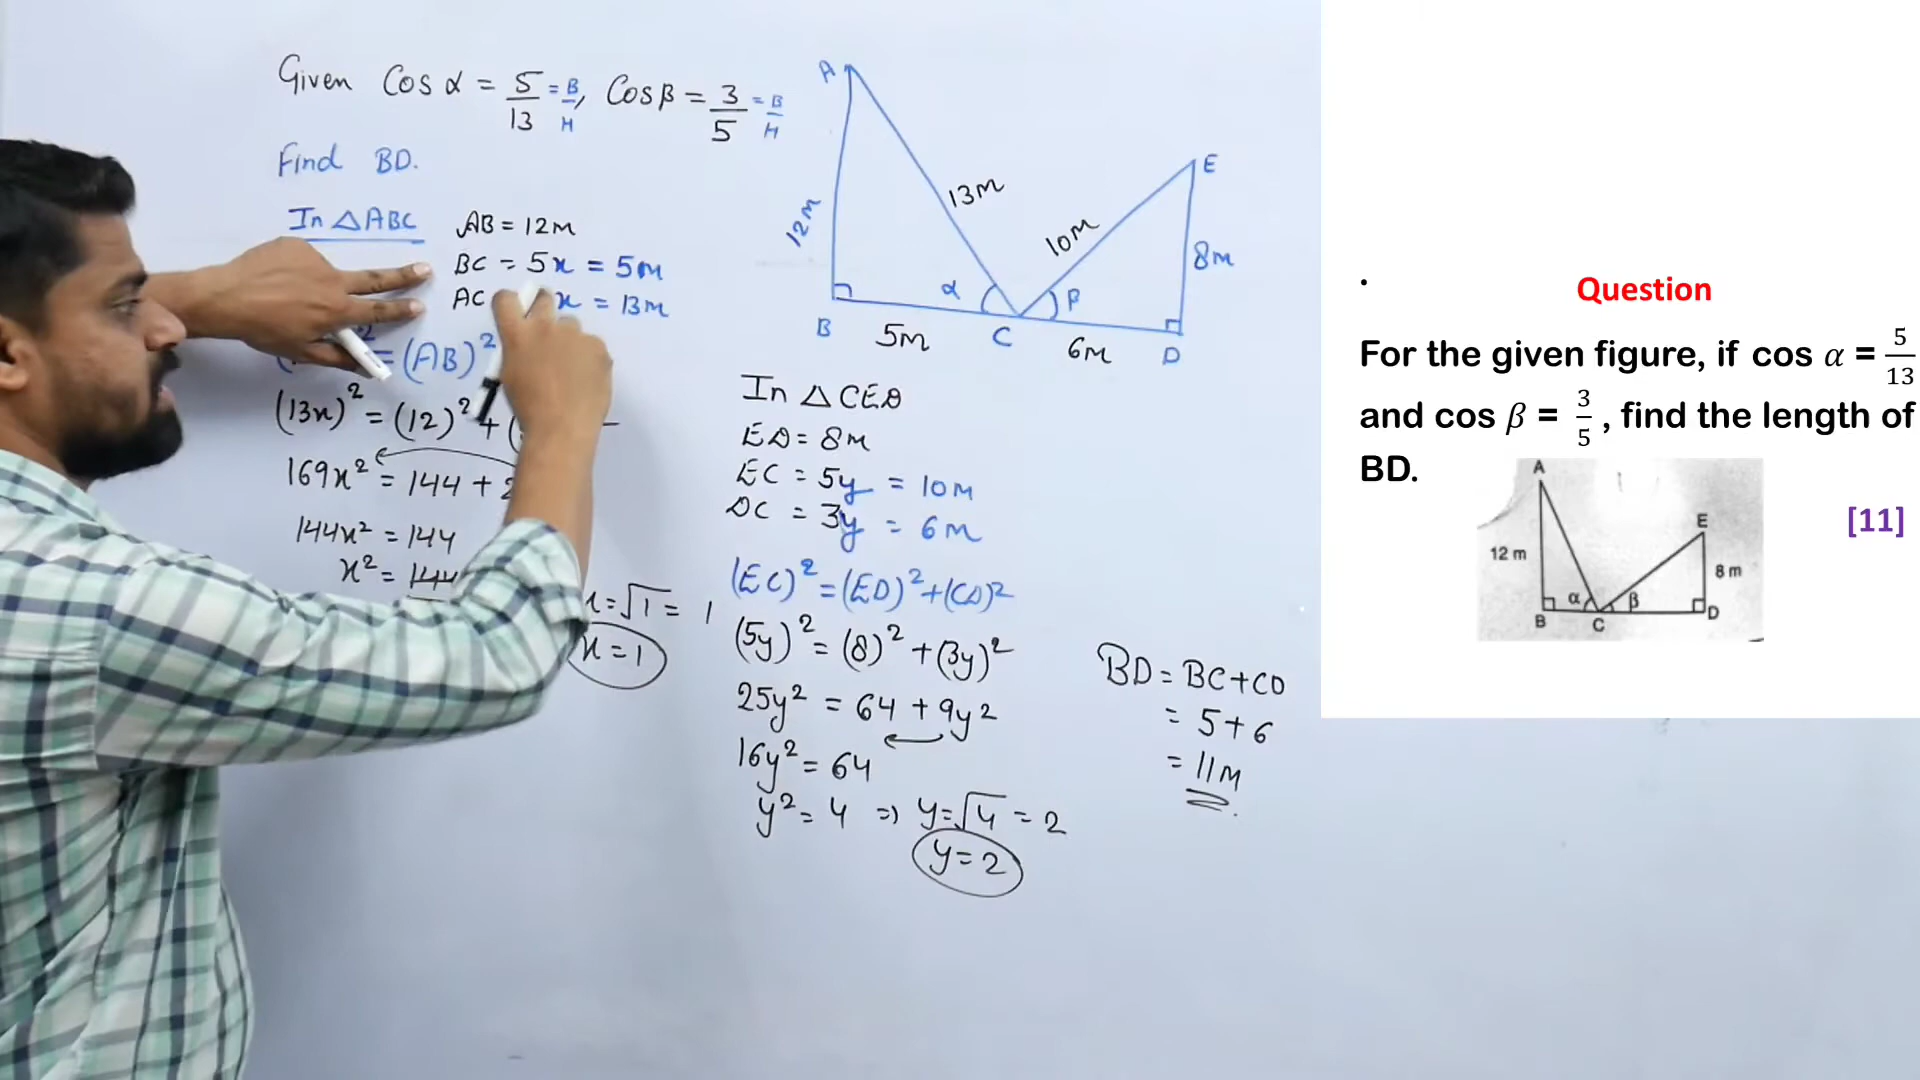 Given Cos α = 5/13 = B/H, Cos β = 3/5 = B/H
Find BD.
In △ABC
AB = 12m
BC = 5x = 5m
AC x = 13m
2 = (AB)²
(13x)² = (12)² + (
169x² = 144 + 2
144x² = 144
x² = 144
x = √1 = 1
x = 1
A
12m
13m
B
5m
α
C
β
6m
D
10m
E
8m
In △CED
ED = 8m
EC = 5y = 10m
DC = 3y = 6m
(EC)² = (ED)² + (CD)²
(5y)² = (8)² + (3y)²
25y² = 64 + 9y²
16y² = 64
y² = 4 ⇒ y = √4 = 2
y = 2
BD = BC + CD
= 5 + 6
= 11m
Question
For the given figure, if cos α = 5/13
and cos β = 3/5 , find the length of
BD.
[11]
A
E
12 m
8 m
α
β
B
C
D